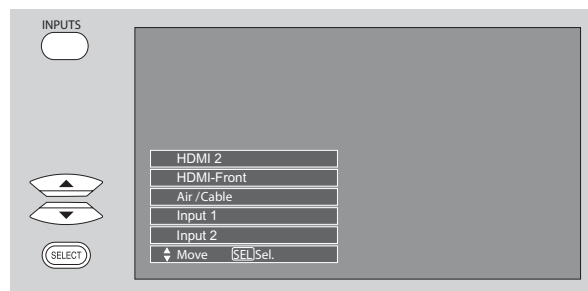 INPUTS
HDMI 2
HDMI-Front
Air /Cable
Input 1
Input 2
Move SEL Sel.
SELECT